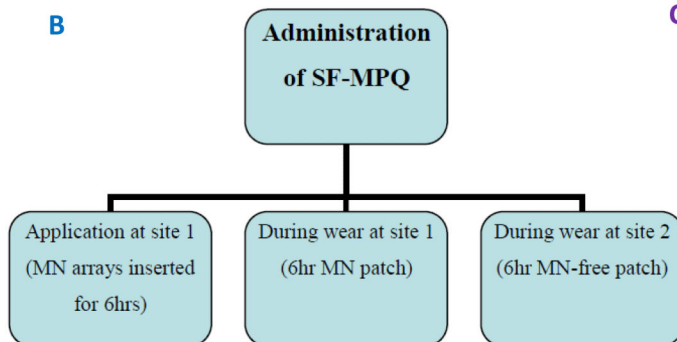 B
Administration
of SF-MPQ
Application at site 1
(MN arrays inserted
for 6hrs)
During wear at site 1
(6hr MN patch)
During wear at site 2
(6hr MN-free patch)